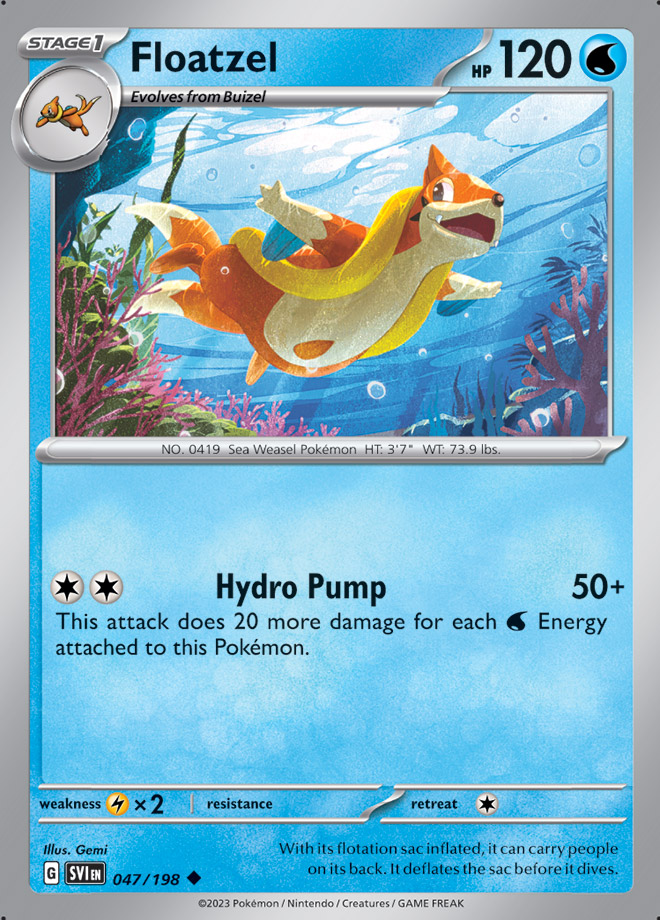 STAGE1
Floatzel
HP 120
Evolves from Buizel
NO. 0419 Sea Weasel Pokémon HT: 3'7" WT: 73.9 lbs.
Hydro Pump 50+
This attack does 20 more damage for each Energy
attached to this Pokémon.
weakness ×2 resistance retreat
Illus. Gemi
With its flotation sac inflated, it can carry people
on its back. It deflates the sac before it dives.
G SVI EN 047/198
©2023 Pokémon / Nintendo / Creatures / GAME FREAK